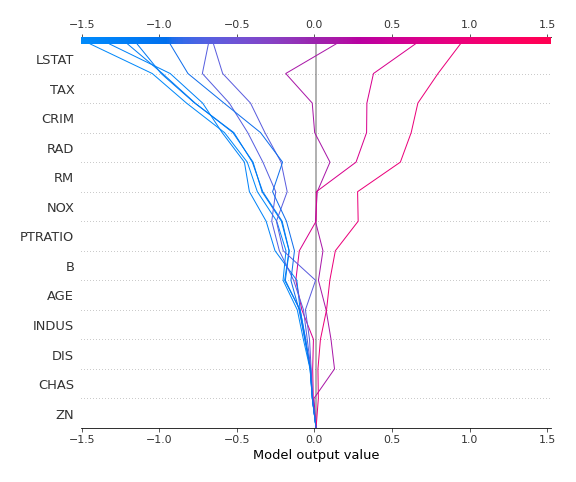 −1.5 −1.0 −0.5 0.0 0.5 1.0 1.5
LSTAT
TAX
CRIM
RAD
RM
NOX
PTRATIO
B
AGE
INDUS
DIS
CHAS
ZN
−1.5 −1.0 −0.5 0.0 0.5 1.0 1.5
Model output value